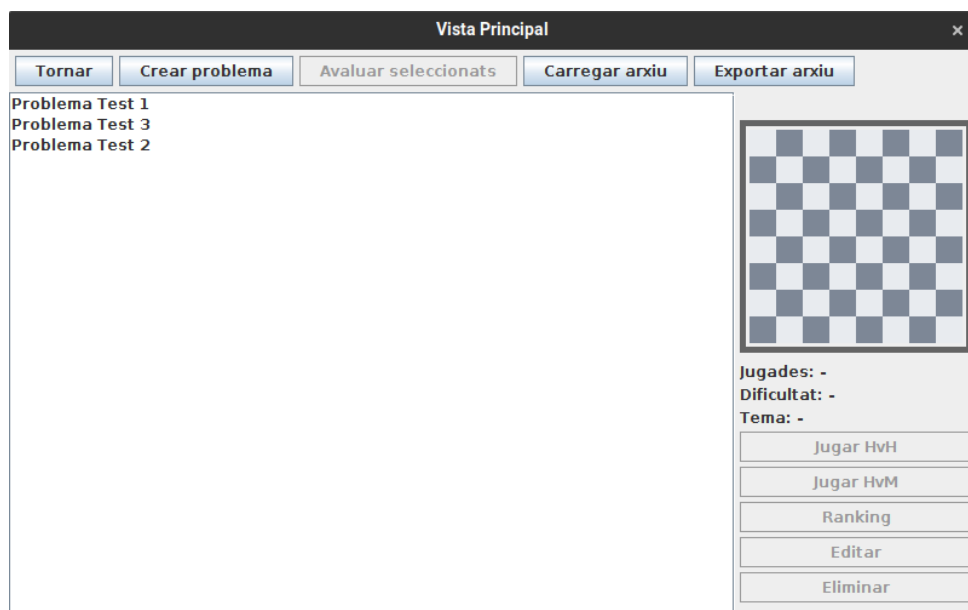 Vista Principal
Tornar Crear problema Avaluar seleccionats Carregar arxiu Exportar arxiu
Problema Test 1
Problema Test 3
Problema Test 2
Jugades: -
Dificultat: -
Tema: -
Jugar HvH
Jugar HvM
Ranking
Editar
Eliminar